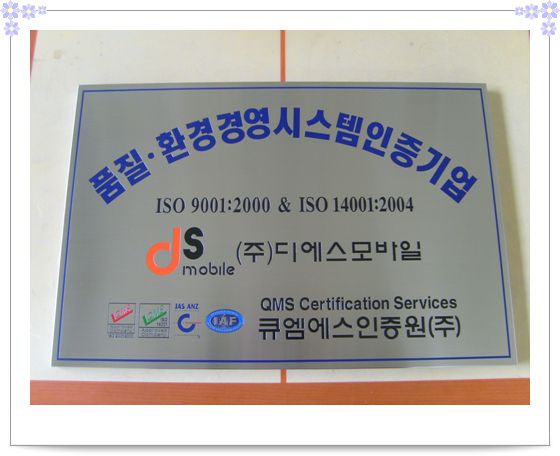 품질·환경경영시스템인증기업
ISO 9001:2000 & ISO 14001:2004
ds mobile (주)디에스모바일
QMS Certification Services
큐엠에스인증원(주)
JAS ANZ
IAF
QMS
QMS